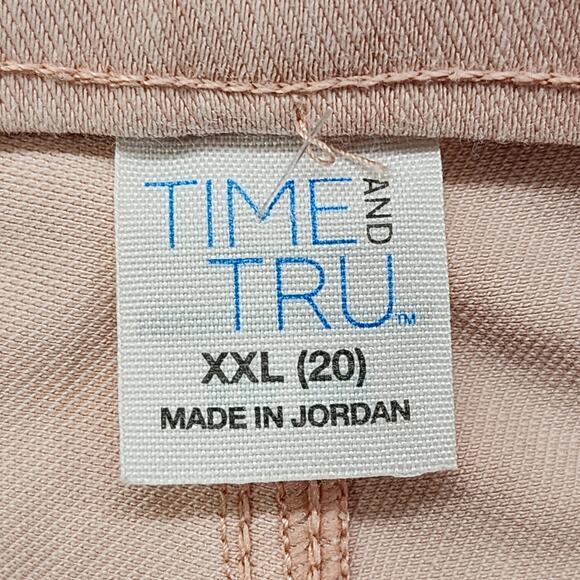 TIME AND
TRU™
XXL (20)
MADE IN JORDAN